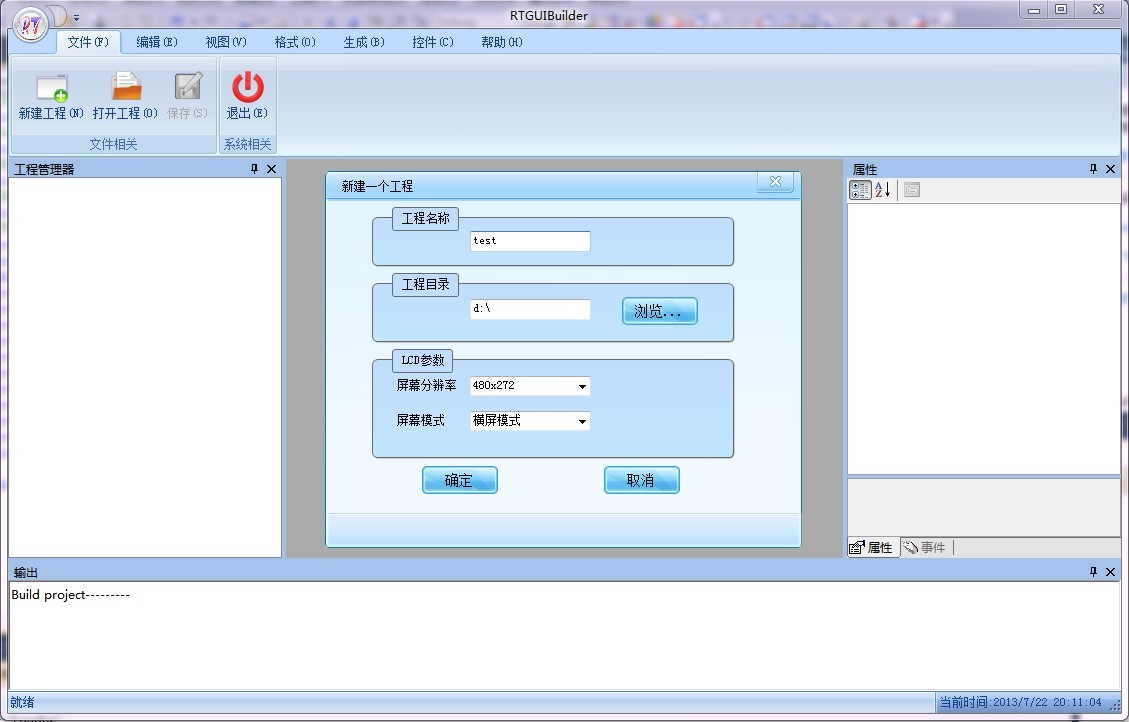 RTGUIBuilder
文件(F) 编辑(E) 视图(V) 格式(O) 生成(B) 控件(C) 帮助(H)
新建工程(N) 打开工程(O) 保存(S) 退出(E)
文件相关 系统相关
工程管理器
新建一个工程
工程名称
test
工程目录
d:\
浏览...
LCD参数
屏幕分辨率 480x272
屏幕模式 横屏模式
确定 取消
属性
属性 事件
输出
Build project---------
就绪
当前时间:2013/7/22 20:11:04